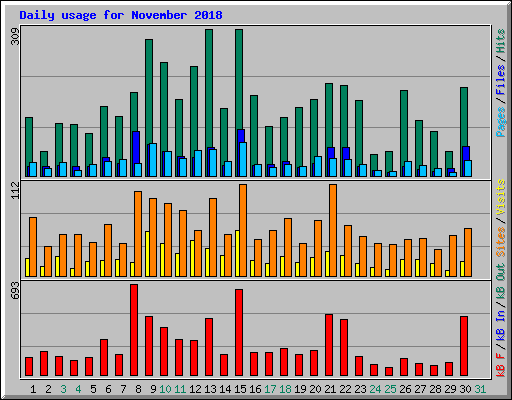 Daily usage for November 2018
309
Pages / Files / Hits
112
Sites / Visits
693
kB F / kB In / kB Out
1 2 3 4 5 6 7 8 9 10 11 12 13 14 15 16 17 18 19 20 21 22 23 24 25 26 27 28 29 30 31